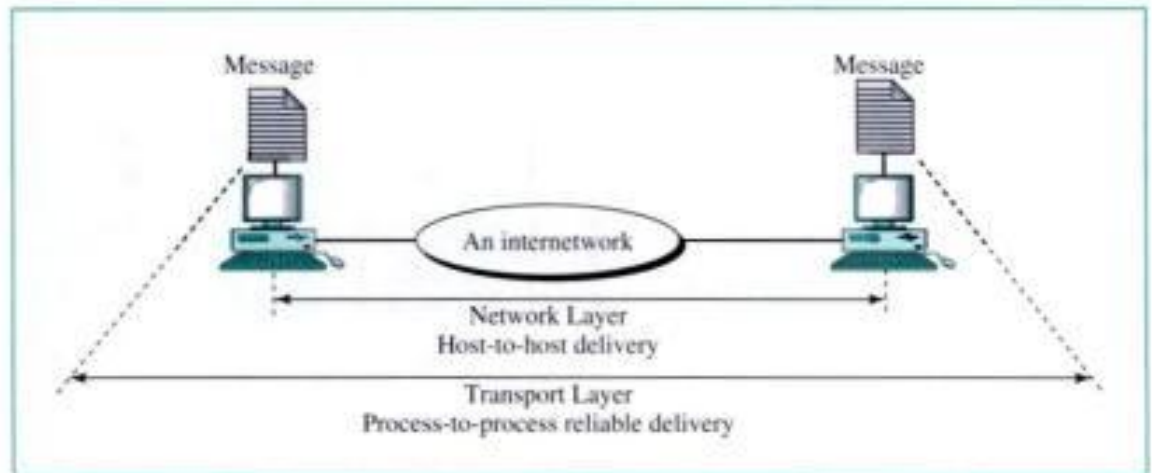 Message
Message
An internetwork
Network Layer
Host-to-host delivery
Transport Layer
Process-to-process reliable delivery